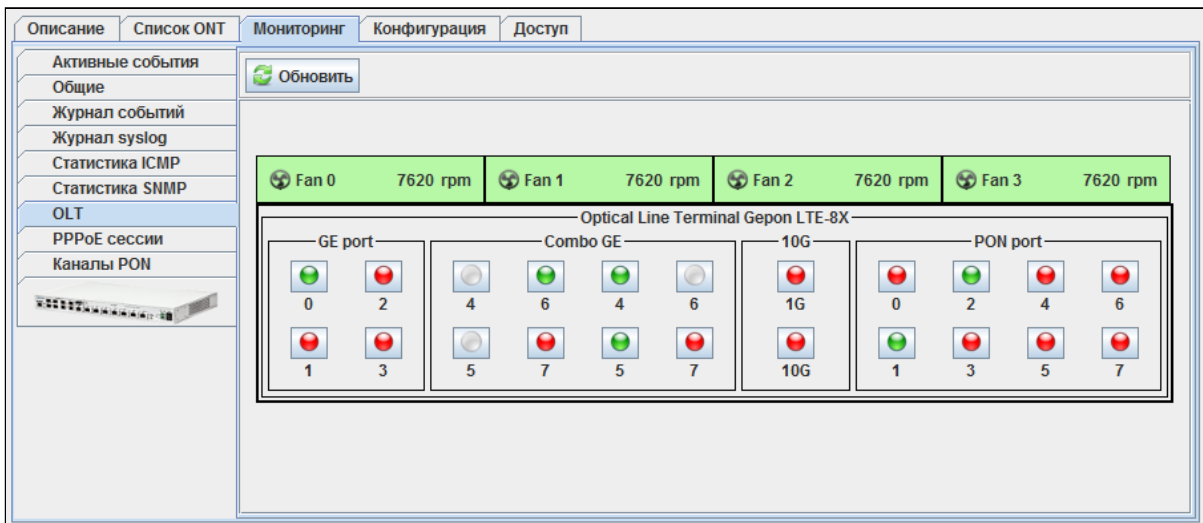 Описание Список ONT Мониторинг Конфигурация Доступ
Активные события
Общие
Журнал событий
Журнал syslog
Статистика ICMP
Статистика SNMP
OLT
PPPoE сессии
Каналы PON
Обновить
Fan 0 7620 rpm Fan 1 7620 rpm Fan 2 7620 rpm Fan 3 7620 rpm
Optical Line Terminal Gepon LTE-8X
GE port Combo GE 10G PON port
0 2 4 6 4 6 1G 0 2 4 6
1 3 5 7 5 7 10G 1 3 5 7